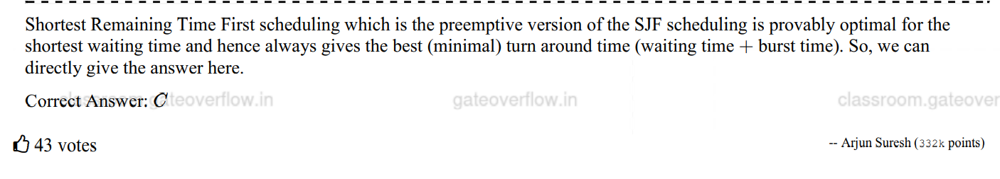 Shortest Remaining Time First scheduling which is the preemptive version of the SJF scheduling is provably optimal for the
shortest waiting time and hence always gives the best (minimal) turn around time (waiting time + burst time). So, we can
directly give the answer here.
Correct Answer: C
classroom.gateoverflow.in gateoverflow.in classroom.gateover
43 votes -- Arjun Suresh (332k points)